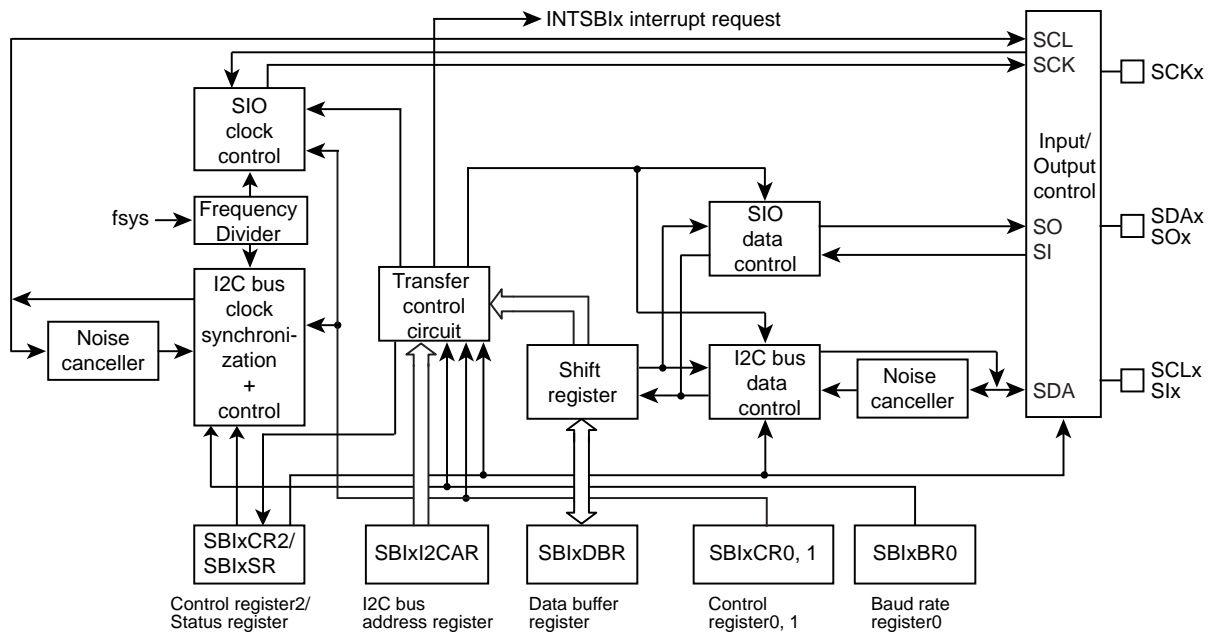 INTSBIx interrupt request
SCL
SCK
SCKx
SIO
clock
control
Input/
Output
control
fsys
Frequency
Divider
SIO
data
control
SO
SI
SDAx
SOx
I2C bus
clock
synchroni-
zation
+
control
Transfer
control
circuit
Noise
canceller
Shift
register
I2C bus
data
control
Noise
canceller
SDA
SCLx
SIx
SBIxCR2/
SBIxSR
SBIxI2CAR
SBIxDBR
SBIxCR0, 1
SBIxBR0
Control register2/
Status register
I2C bus
address register
Data buffer
register
Control
register0, 1
Baud rate
register0